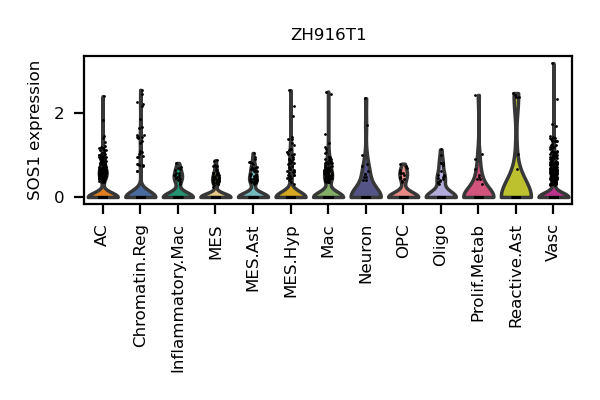 ZH916T1
SOS1 expression
2
0
AC
Chromatin.Reg
Inflammatory.Mac
MES
MES.Ast
MES.Hyp
Mac
Neuron
OPC
Oligo
Prolif.Metab
Reactive.Ast
Vasc